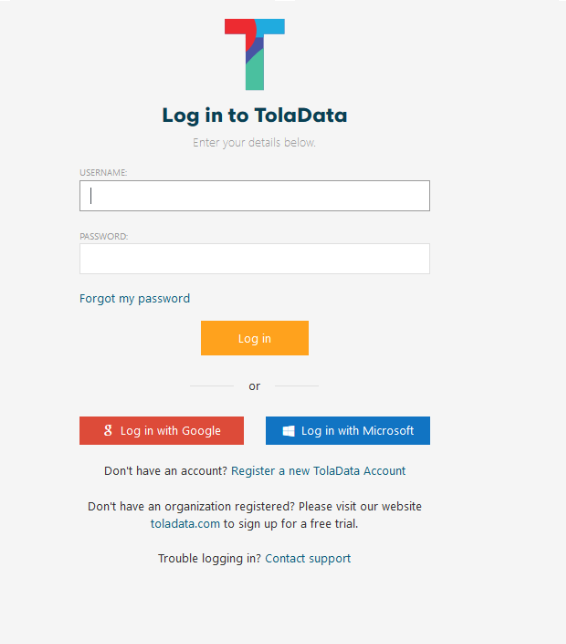 Log in to TolaData
Enter your details below.
USERNAME:
PASSWORD:
Forgot my password
Log in
or
Log in with Google
Log in with Microsoft
Don't have an account? Register a new TolaData Account
Don't have an organization registered? Please visit our website
toladata.com to sign up for a free trial.
Trouble logging in? Contact support